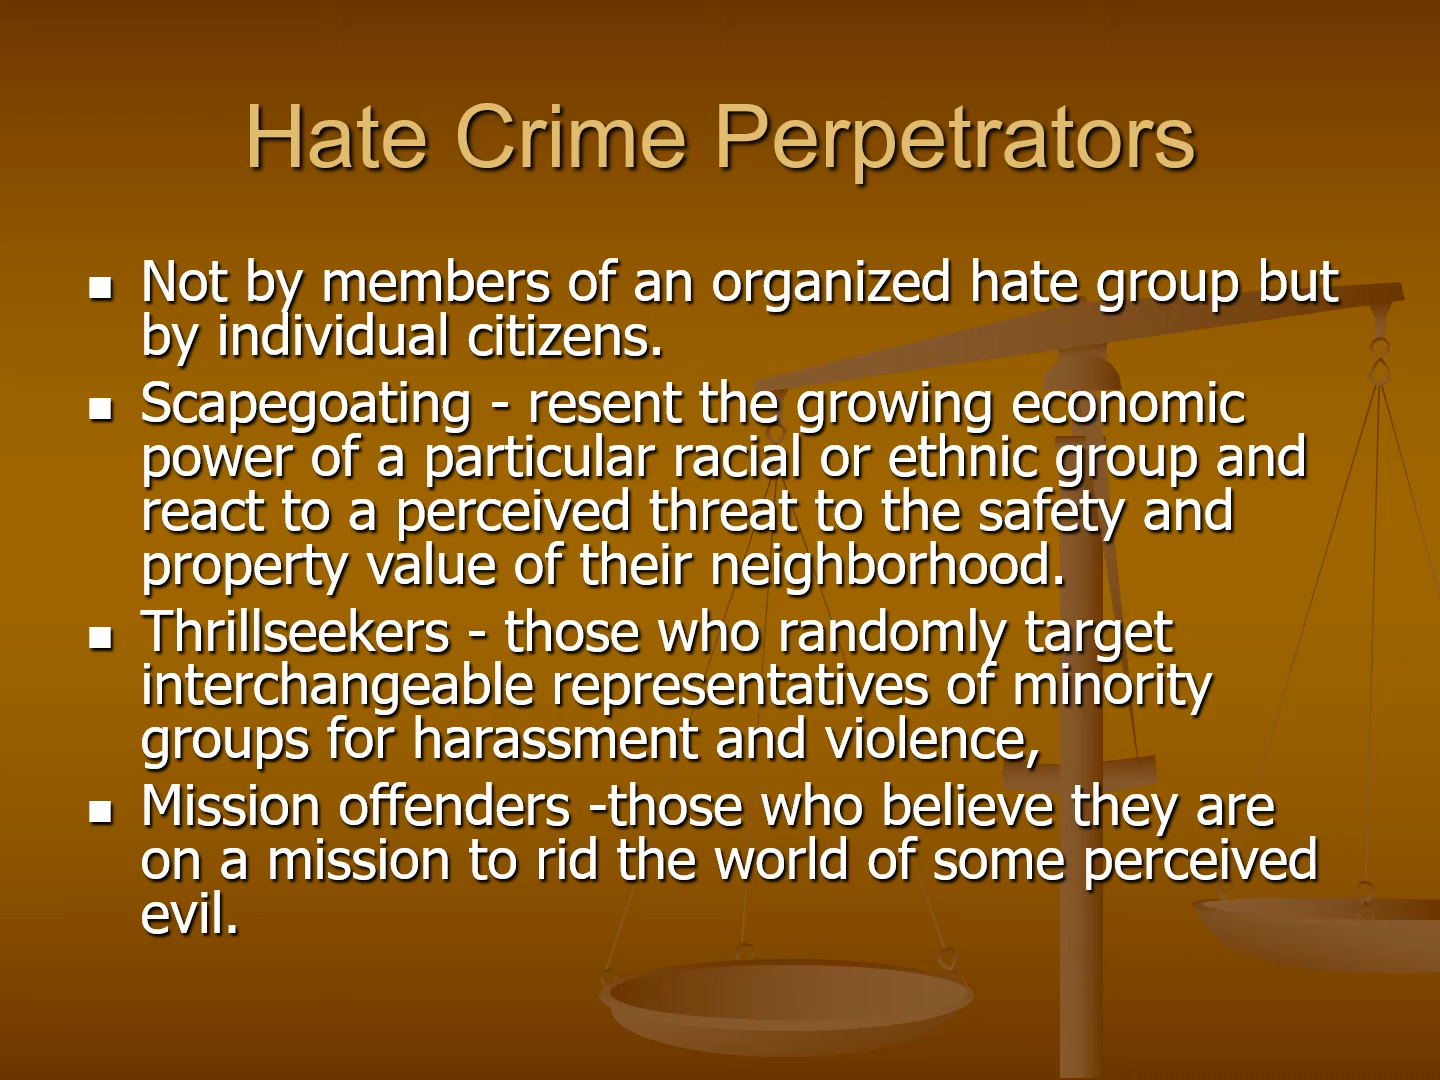 Hate Crime Perpetrators
Not by members of an organized hate group but
by individual citizens.
Scapegoating - resent the growing economic
power of a particular racial or ethnic group and
react to a perceived threat to the safety and
property value of their neighborhood.
Thrillseekers - those who randomly target
interchangeable representatives of minority
groups for harassment and violence,
Mission offenders -those who believe they are
on a mission to rid the world of some perceived
evil.